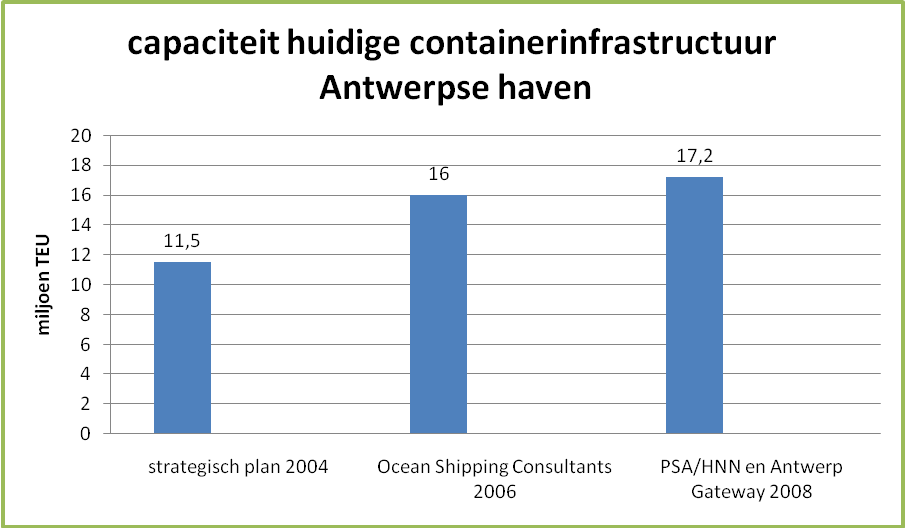 capaciteit huidige containerinfrastructuur
Antwerpse haven
miljoen TEU
20
18
16
14
12
10
8
6
4
2
0
11,5
16
17,2
strategisch plan 2004
Ocean Shipping Consultants
2006
PSA/HNN en Antwerp
Gateway 2008